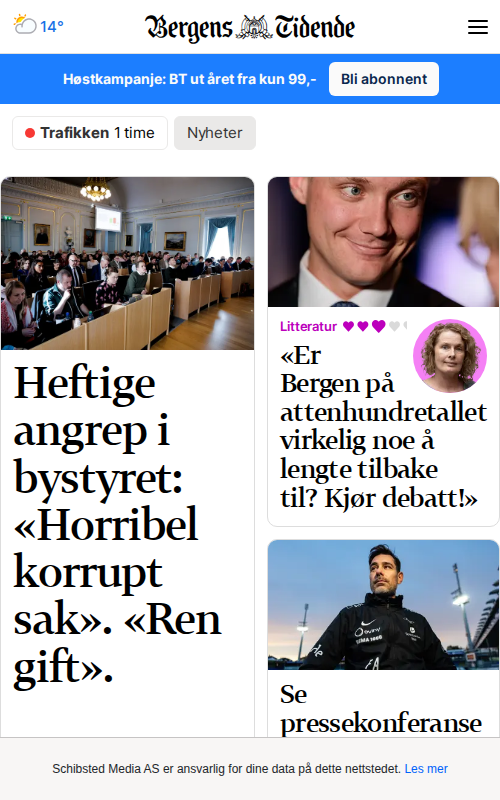 14°
Bergens Tidende
Høstkampanje: BT ut året fra kun 99,-
Bli abonnent
Trafikken 1 time
Nyheter
Heftige
angrep i
bystyret:
«Horribel
korrupt
sak». «Ren
gift».
Litteratur
«Er
Bergen på
attenhundretallet
virkelig noe å
lengte tilbake
til? Kjør debatt!»
Se
pressekonferanse
Schibsted Media AS er ansvarlig for dine data på dette nettstedet. Les mer